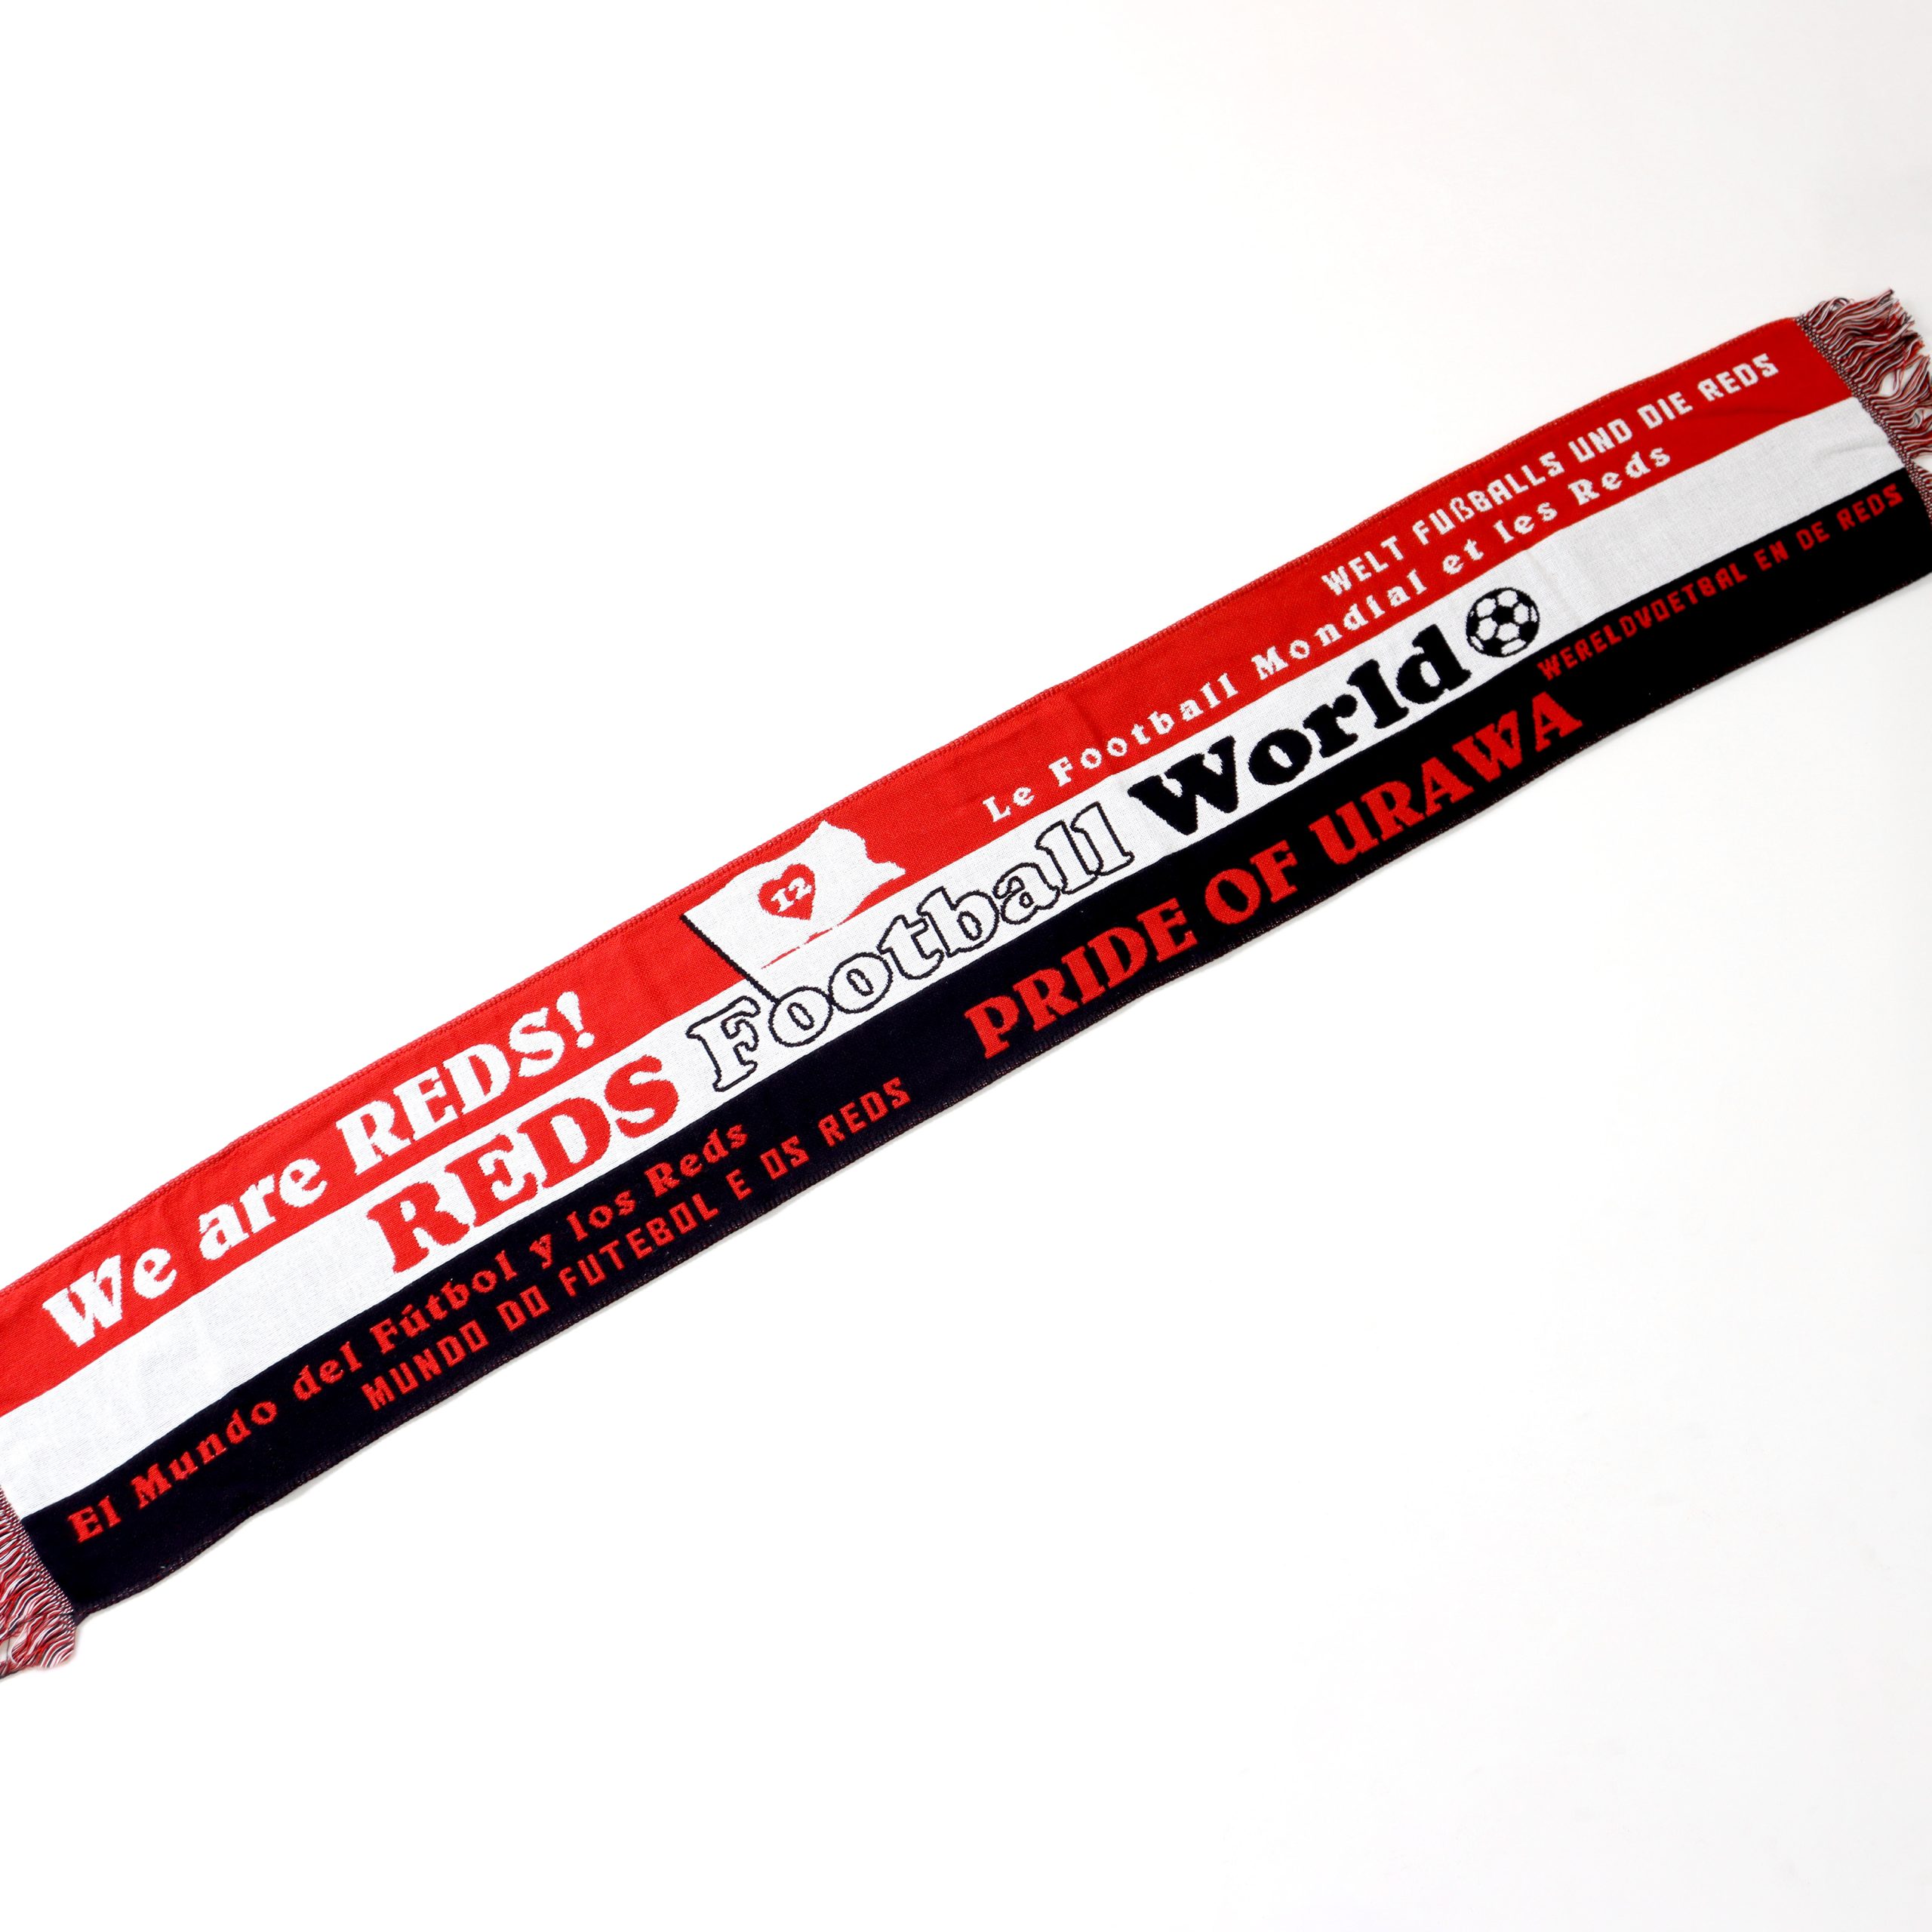 We are REDS!
12
WELT FUßBALLS UND DIE REDS
Le Football Mondial et les Reds
REDS Football World
El Mundo del Fútbol y los Reds
MUNDO DO FUTEBOL E OS REDS
PRIDE OF URAWA
WERELDVOETBAL EN DE REDS